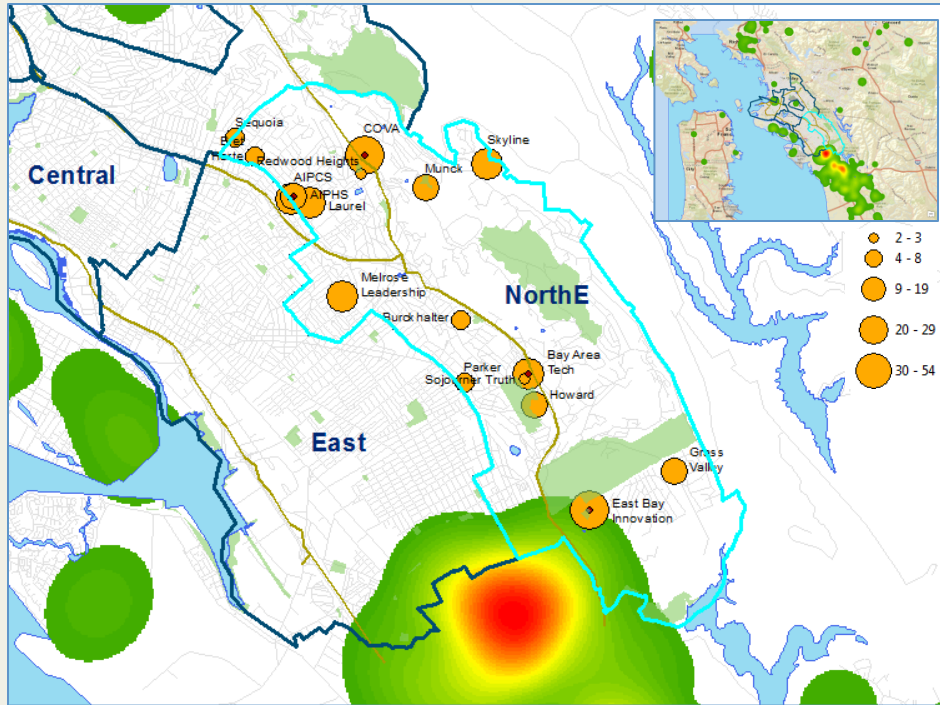 Sequoia
Bret
Harte
COVA
Redwood Heights
Skyline
Munck
AIPCS
AIPHS
Laurel
Central
Melrose
Leadership
NorthE
Burckhalter
Bay Area
Tech
Parker
Sojourner Truth
Howard
East
Grass
Valley
East Bay
Innovation
2 - 3
4 - 8
9 - 19
20 - 29
30 - 54